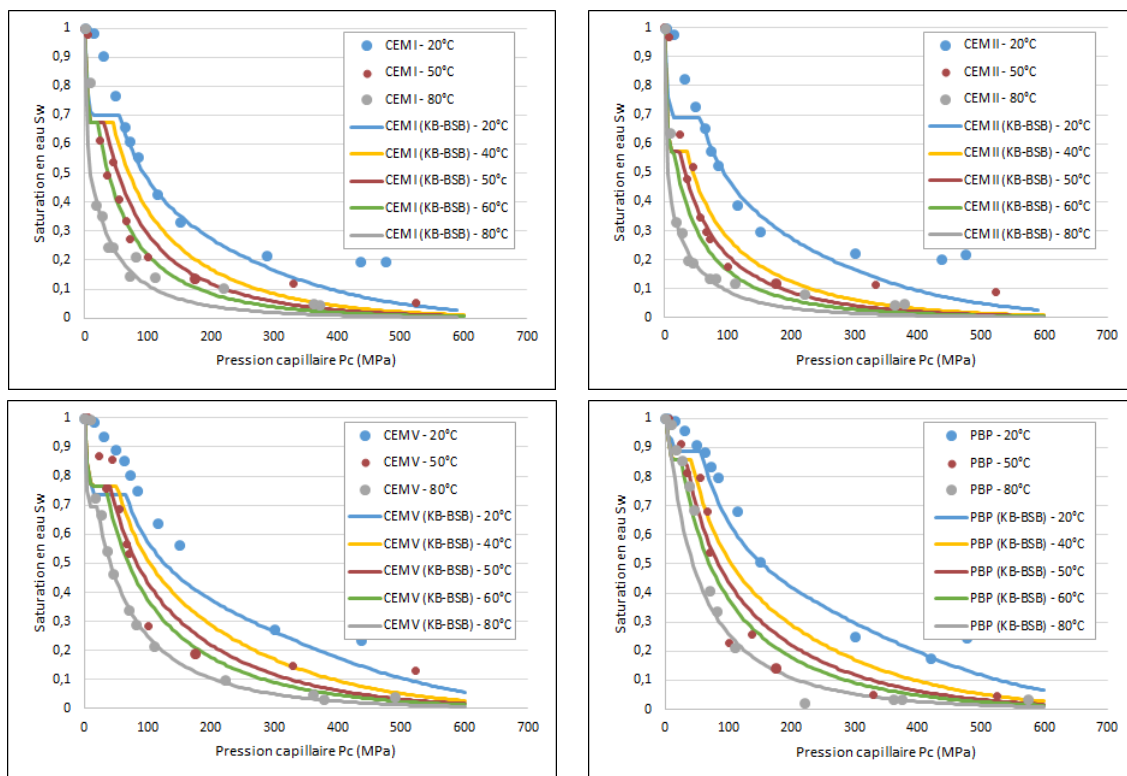 1
0,9
0,8
0,7
0,6
0,5
0,4
0,3
0,2
0,1
0
Saturation en eau Sw
0 100 200 300 400 500 600 700
Pression capillaire Pc (MPa)
CEM I - 20°C
CEM I - 50°C
CEM I - 80°C
CEM I (KB-BSB) - 20°C
CEM I (KB-BSB) - 40°C
CEM I (KB-BSB) - 50°c
CEM I (KB-BSB) - 60°C
CEM I (KB-BSB) - 80°C
1
0,9
0,8
0,7
0,6
0,5
0,4
0,3
0,2
0,1
0
Saturation en eau Sw
0 100 200 300 400 500 600 700
Pression capillaire Pc (MPa)
CEM II - 20°C
CEM II - 50°C
CEM II - 80°C
CEM II (KB-BSB) - 20°C
CEM II (KB-BSB) - 40°C
CEM II (KB-BSB) - 50°C
CEM II (KB-BSB) - 60°C
CEM II (KB-BSB) - 80°C
1
0,9
0,8
0,7
0,6
0,5
0,4
0,3
0,2
0,1
0
Saturation en eau Sw
0 100 200 300 400 500 600 700
Pression capillaire Pc (MPa)
CEM V - 20°C
CEM V - 50°C
CEM V - 80°C
CEM V (KB-BSB) - 20°C
CEM V (KB-BSB) - 40°C
CEM V (KB-BSB) - 50°C
CEM V (KB-BSB) - 60°C
CEM V (KB-BSB) - 80°C
1
0,9
0,8
0,7
0,6
0,5
0,4
0,3
0,2
0,1
0
Saturation en eau Sw
0 100 200 300 400 500 600 700
Pression capillaire Pc (MPa)
PBP - 20°C
PBP - 50°C
PBP - 80°C
PBP (KB-BSB) - 20°C
PBP (KB-BSB) - 40°C
PBP (KB-BSB) - 50°C
PBP (KB-BSB) - 60°C
PBP (KB-BSB) - 80°C